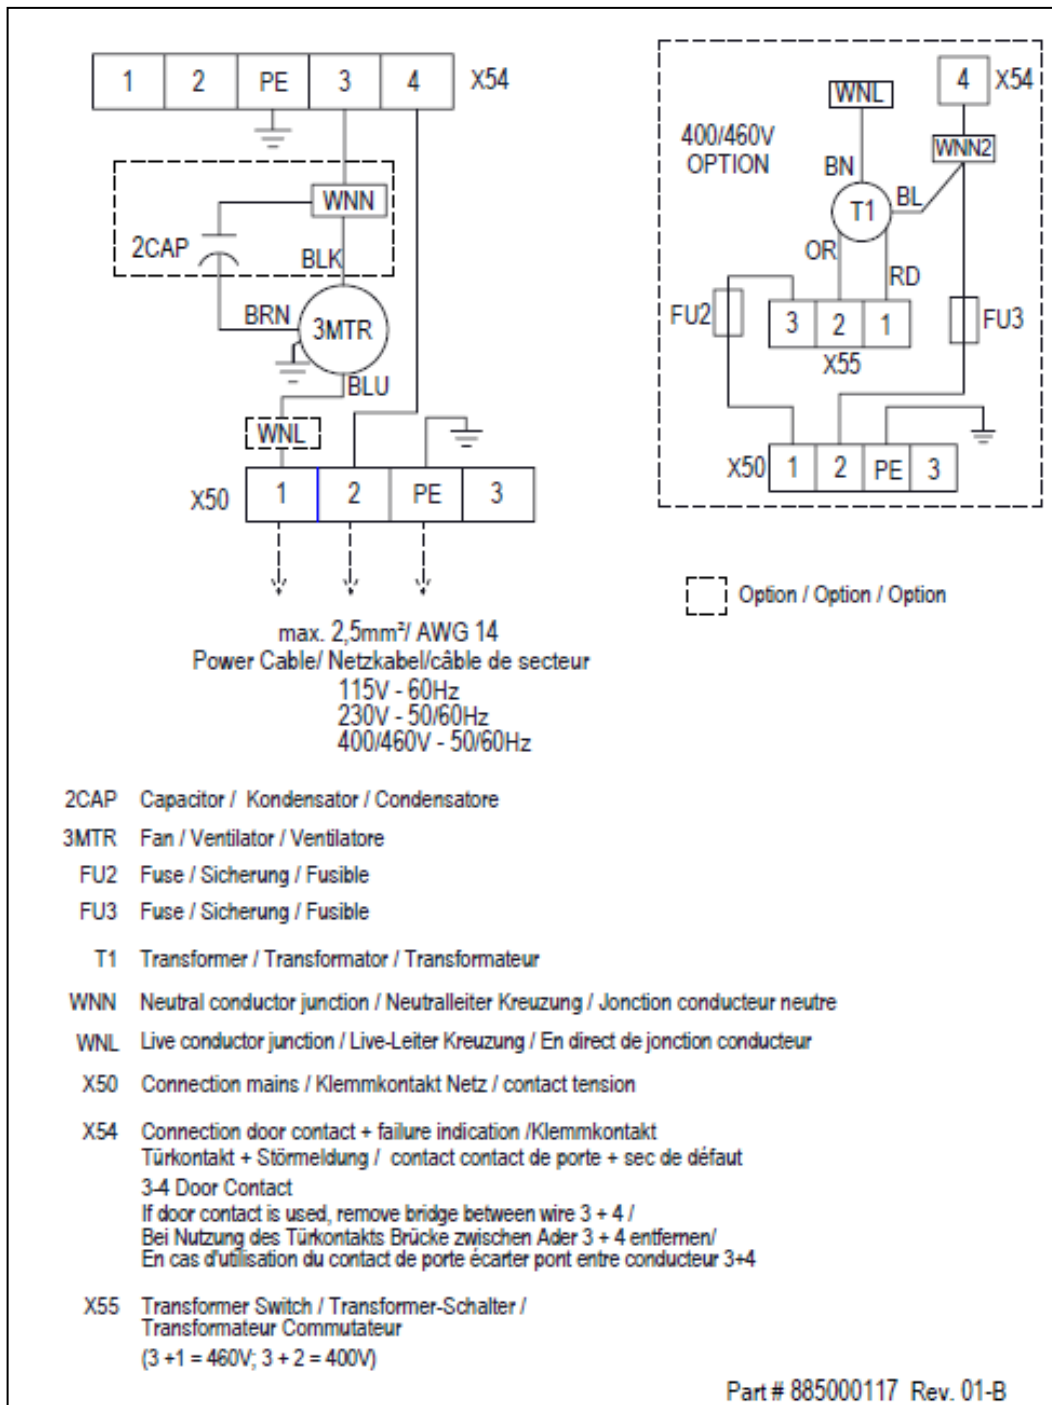 1 2 PE 3 4 X54
WNN
2CAP
BLK
BRN
3MTR
BLU
WNL
X50 1 2 PE 3
max. 2,5mm²/ AWG 14
Power Cable/ Netzkabel/câble de secteur
115V - 60Hz
230V - 50/60Hz
400/460V - 50/60Hz
400/460V
OPTION
WNL
4 X54
WNN2
BN
BL
T1
OR
RD
FU2
3 2 1
FU3
X55
X50 1 2 PE 3
Option / Option / Option
2CAP Capacitor / Kondensator / Condensatore
3MTR Fan / Ventilator / Ventilatore
FU2 Fuse / Sicherung / Fusible
FU3 Fuse / Sicherung / Fusible
T1 Transformer / Transformator / Transformateur
WNN Neutral conductor junction / Neutralleiter Kreuzung / Jonction conducteur neutre
WNL Live conductor junction / Live-Leiter Kreuzung / En direct de jonction conducteur
X50 Connection mains / Klemmkontakt Netz / contact tension
X54 Connection door contact + failure indication /Klemmkontakt
Türkontakt + Störmeldung / contact contact de porte + sec de défaut
3-4 Door Contact
If door contact is used, remove bridge between wire 3 + 4 /
Bei Nutzung des Türkontakts Brücke zwischen Ader 3 + 4 entfernen/
En cas d'utilisation du contact de porte écarter pont entre conducteur 3+4
X55 Transformer Switch / Transformer-Schalter /
Transformateur Commutateur
(3 +1 = 460V; 3 + 2 = 400V)
Part # 885000117 Rev. 01-B